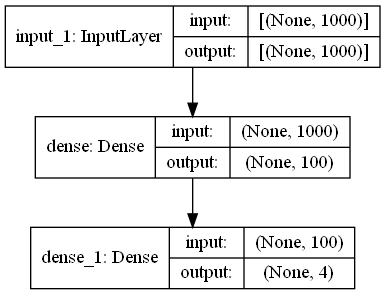 input_1: InputLayer
input:
[(None, 1000)]
output:
[(None, 1000)]
dense: Dense
input:
(None, 1000)
output:
(None, 100)
dense_1: Dense
input:
(None, 100)
output:
(None, 4)